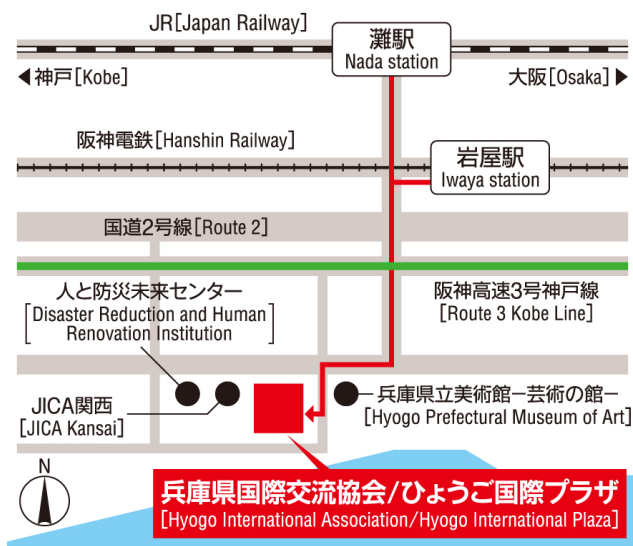 JR[Japan Railway]
灘駅
Nada station
◀神戸[Kobe]
大阪[Osaka]▶
阪神電鉄[Hanshin Railway]
岩屋駅
Iwaya station
国道2号線[Route 2]
人と防災未来センター
[Disaster Reduction and Human
Renovation Institution]
阪神高速3号神戸線
[Route 3 Kobe Line]
JICA関西
[JICA Kansai]
兵庫県立美術館−芸術の館−
[Hyogo Prefectural Museum of Art]
N
兵庫県国際交流協会/ひょうご国際プラザ
[Hyogo International Association/Hyogo International Plaza]